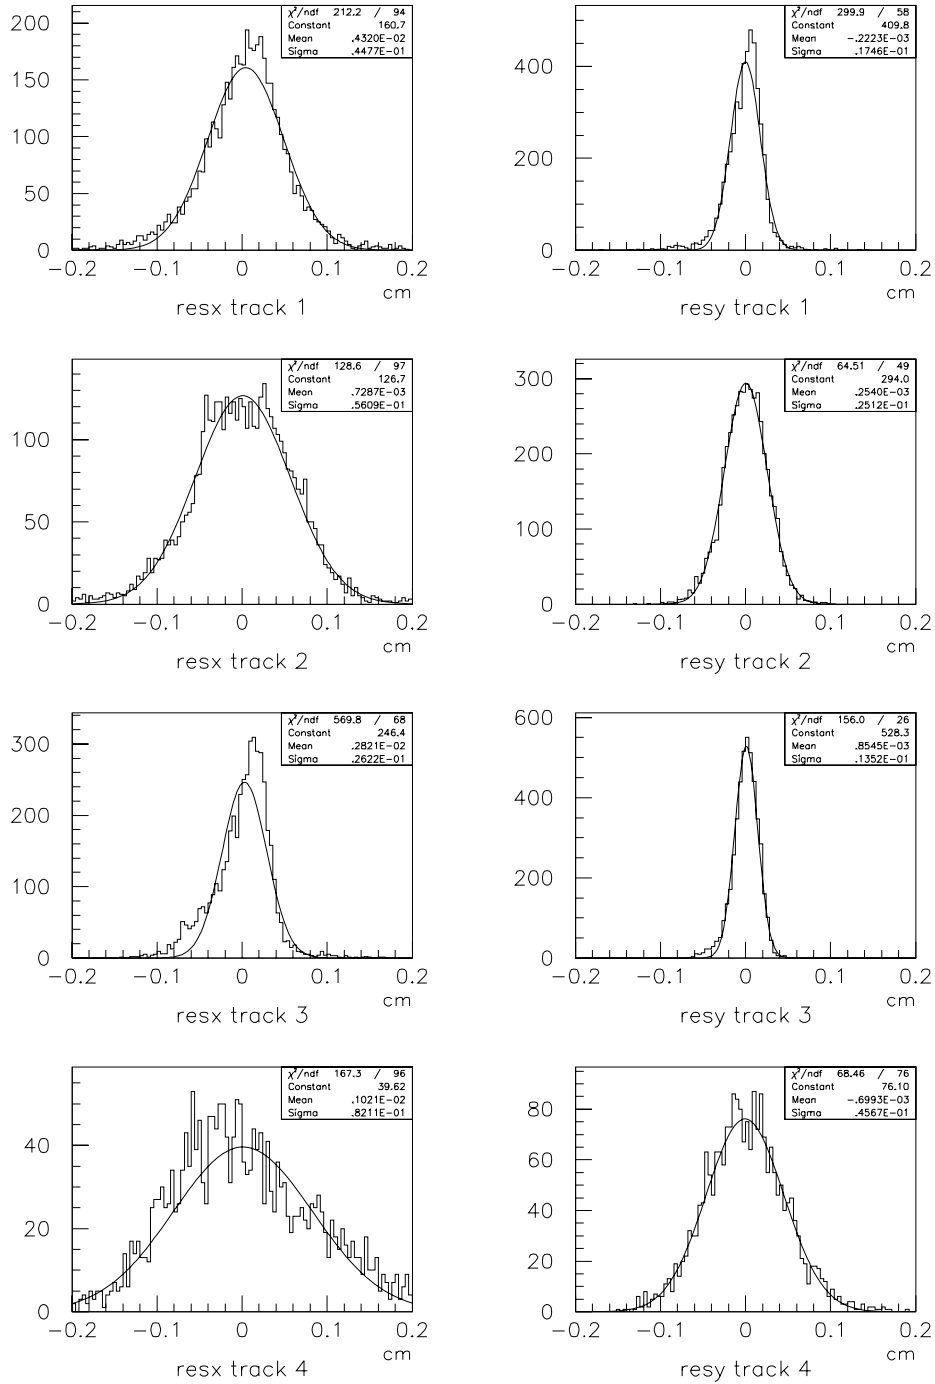 χ²/ndf 212.2 / 94
Constant 160.7
Mean .4320E-02
Sigma .4477E-01
200
150
100
50
0
−0.2 −0.1 0 0.1 0.2
cm
resx track 1
χ²/ndf 299.9 / 58
Constant 409.8
Mean −.2223E-03
Sigma .1746E-01
400
200
0
−0.2 −0.1 0 0.1 0.2
cm
resy track 1
χ²/ndf 128.6 / 97
Constant 126.7
Mean .7287E-03
Sigma .5609E-01
100
50
0
−0.2 −0.1 0 0.1 0.2
cm
resx track 2
χ²/ndf 64.51 / 49
Constant 294.0
Mean .2540E-03
Sigma .2512E-01
300
200
100
0
−0.2 −0.1 0 0.1 0.2
cm
resy track 2
χ²/ndf 569.8 / 68
Constant 246.4
Mean .2821E-02
Sigma .2622E-01
300
200
100
0
−0.2 −0.1 0 0.1 0.2
cm
resx track 3
χ²/ndf 156.0 / 26
Constant 528.3
Mean .8545E-03
Sigma .1352E-01
600
400
200
0
−0.2 −0.1 0 0.1 0.2
cm
resy track 3
χ²/ndf 167.3 / 96
Constant 39.62
Mean .1021E-02
Sigma .8211E-01
40
20
0
−0.2 −0.1 0 0.1 0.2
cm
resx track 4
χ²/ndf 68.46 / 76
Constant 76.10
Mean −.6993E-03
Sigma .4567E-01
80
60
40
20
0
−0.2 −0.1 0 0.1 0.2
cm
resy track 4